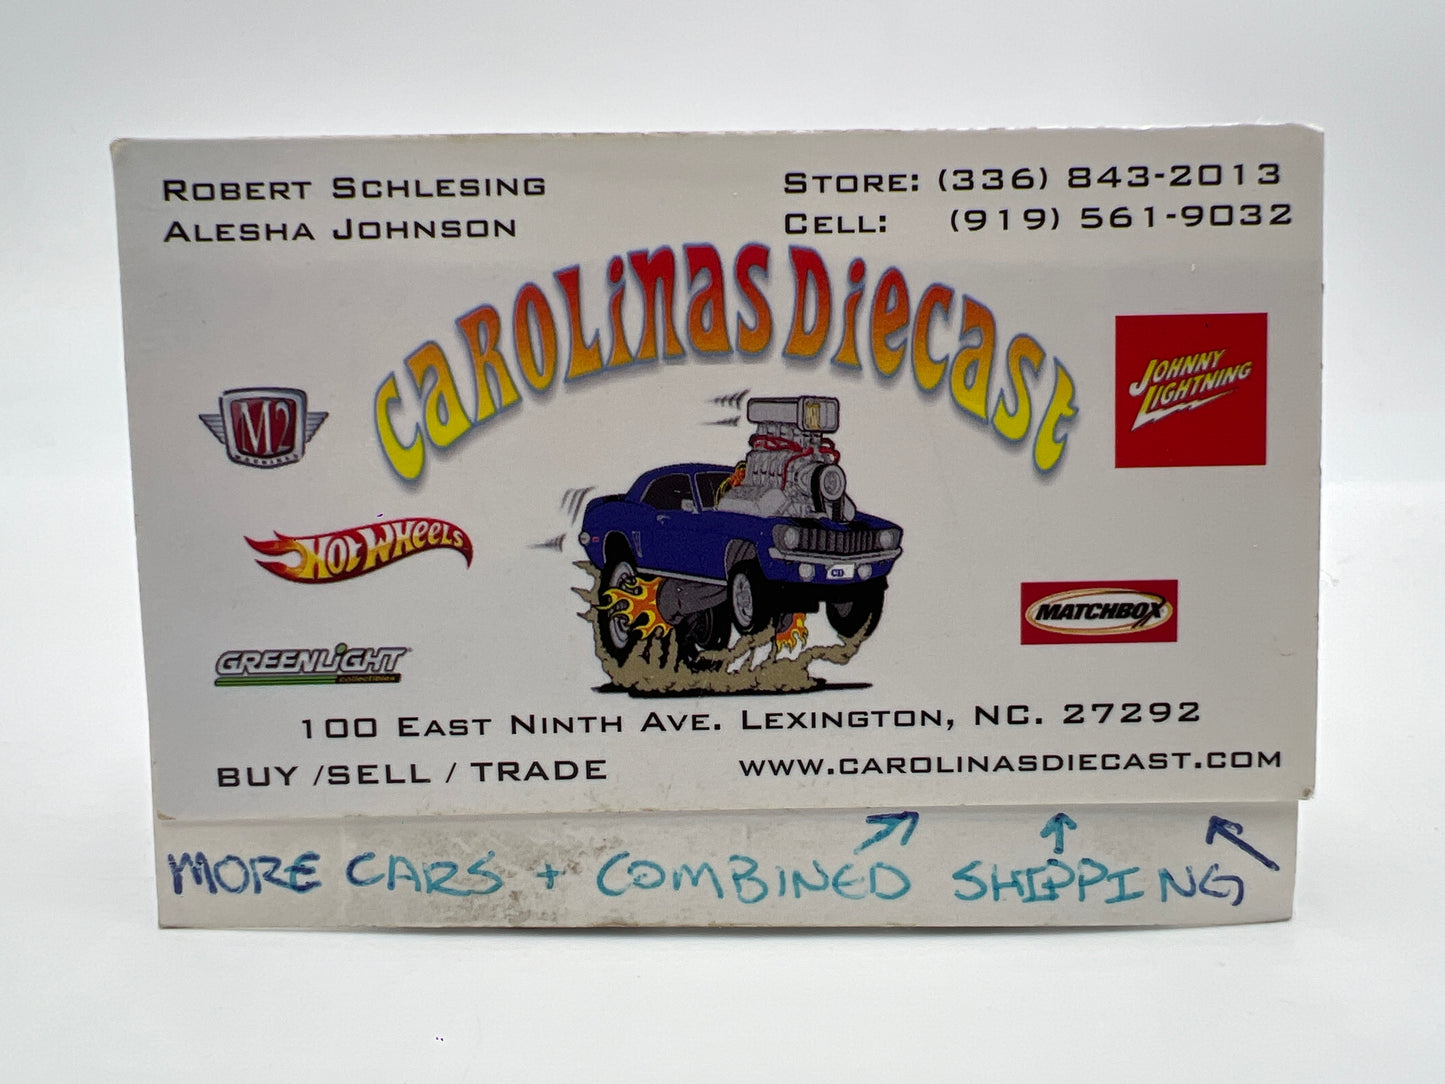 ROBERT SCHLESING
ALESHA JOHNSON
STORE: (336) 843-2013
CELL: (919) 561-9032
CAROLINAS DIECAST
M2
MACHINES
JOHNNY
LIGHTNING
HOT WHEELS
CD
MATCHBOX
GREENLIGHT
collectibles
100 EAST NINTH AVE. LEXINGTON, NC. 27292
BUY /SELL / TRADE
WWW.CAROLINASDIECAST.COM
MORE CARS + COMBINED SHIPPING